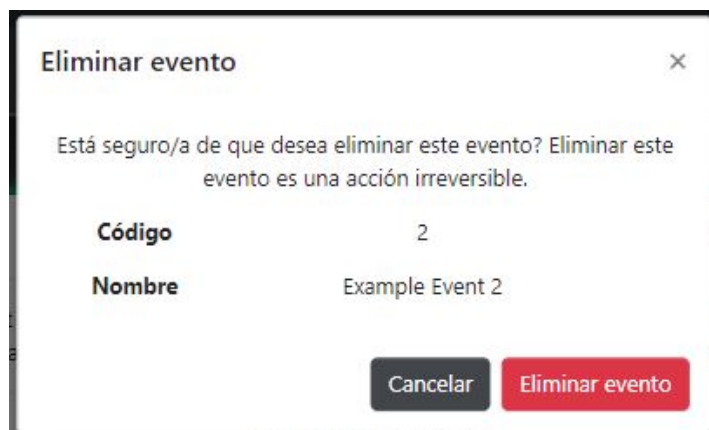 Eliminar evento ×
Está seguro/a de que desea eliminar este evento? Eliminar este
evento es una acción irreversible.
Código 2
Nombre Example Event 2
Cancelar Eliminar evento